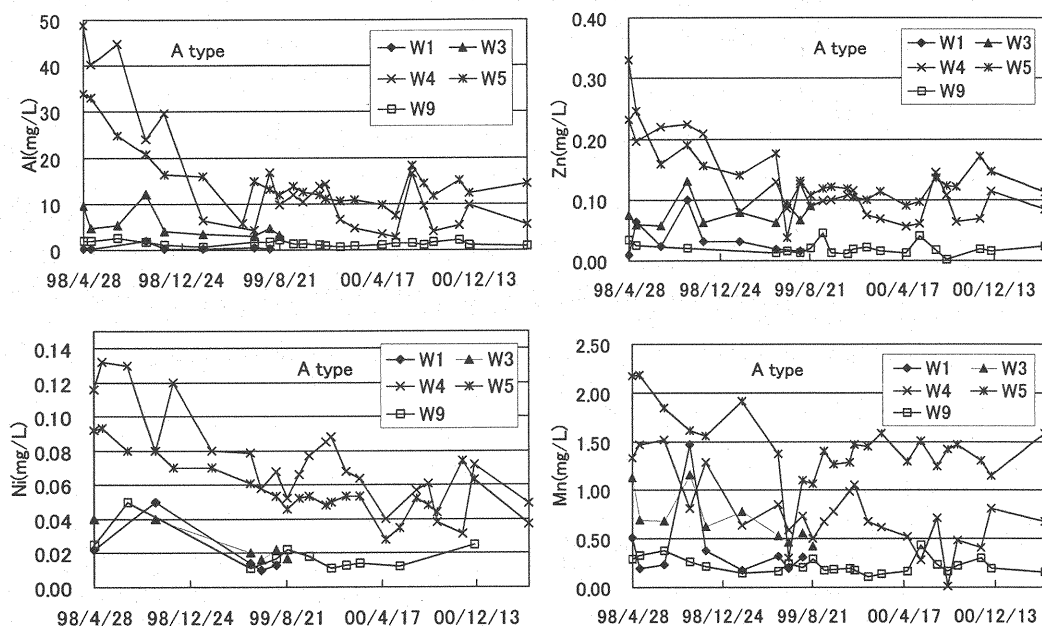 50
40
30
20
10
0
Al(mg/L)
A type
W1 W3
W4 W5
W9
98/4/28 98/12/24 99/8/21 00/4/17 00/12/13
0.40
0.30
0.20
0.10
0.00
Zn(mg/L)
A type
W1 W3
W4 W5
W9
98/4/28 98/12/24 99/8/21 00/4/17 00/12/13
0.14
0.12
0.10
0.08
0.06
0.04
0.02
0.00
Ni(mg/L)
A type
W1 W3
W4 W5
W9
98/4/28 98/12/24 99/8/21 00/4/17 00/12/13
2.50
2.00
1.50
1.00
0.50
0.00
Mn(mg/L)
A type
W1 W3
W4 W5
W9
98/4/28 98/12/24 99/8/21 00/4/17 00/12/13